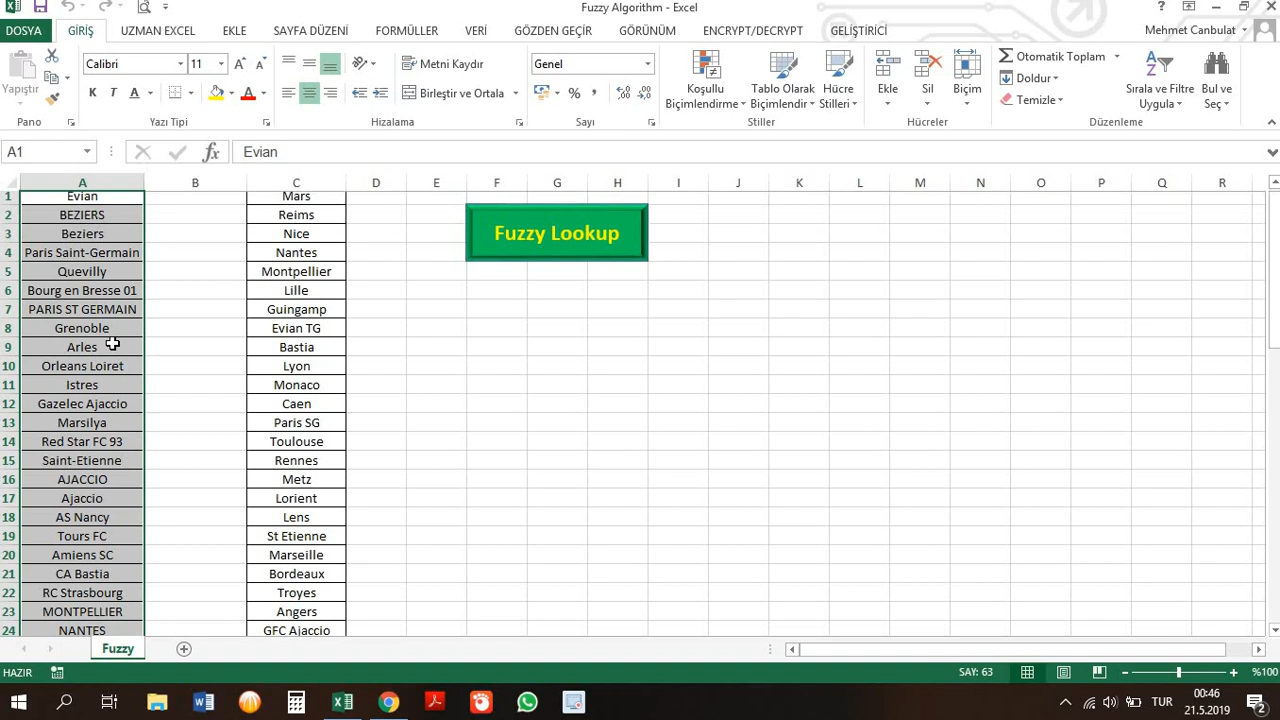 Fuzzy Algorithm - Excel
DOSYA GİRİŞ UZMAN EXCEL EKLE SAYFA DÜZENİ FORMÜLLER VERİ GÖZDEN GEÇİR GÖRÜNÜM ENCRYPT/DECRYPT GELİŞTİRİCİ Mehmet Canbulat
Yapıştır
Calibri 11
K T A
Metni Kaydır
Birleştir ve Ortala
Genel
%
Koşullu Biçimlendirme
Tablo Olarak Biçimlendir
Hücre Stilleri
Ekle Sil Biçim
Otomatik Toplam
Doldur
Temizle
Sırala ve Filtre Uygula
Bul ve Seç
Pano Yazı Tipi Hizalama Sayı Stiller Hücreler Düzenleme
A1 fx Evian
A B C D E F G H I J K L M N O P Q R
1 Evian Mars
2 BEZIERS Reims
3 Beziers Nice
4 Paris Saint-Germain Nantes
5 Quevilly Montpellier
6 Bourg en Bresse 01 Lille
7 PARIS ST GERMAIN Guingamp
8 Grenoble Evian TG
9 Arles Bastia
10 Orleans Loiret Lyon
11 Istres Monaco
12 Gazelec Ajaccio Caen
13 Marsilya Paris SG
14 Red Star FC 93 Toulouse
15 Saint-Etienne Rennes
16 AJACCIO Metz
17 Ajaccio Lorient
18 AS Nancy Lens
19 Tours FC St Etienne
20 Amiens SC Marseille
21 CA Bastia Bordeaux
22 RC Strasbourg Troyes
23 MONTPELLIER Angers
24 NANTES GFC Ajaccio
Fuzzy Lookup
Fuzzy
HAZIR SAY: 63 %100
TUR 00:46
21.5.2019